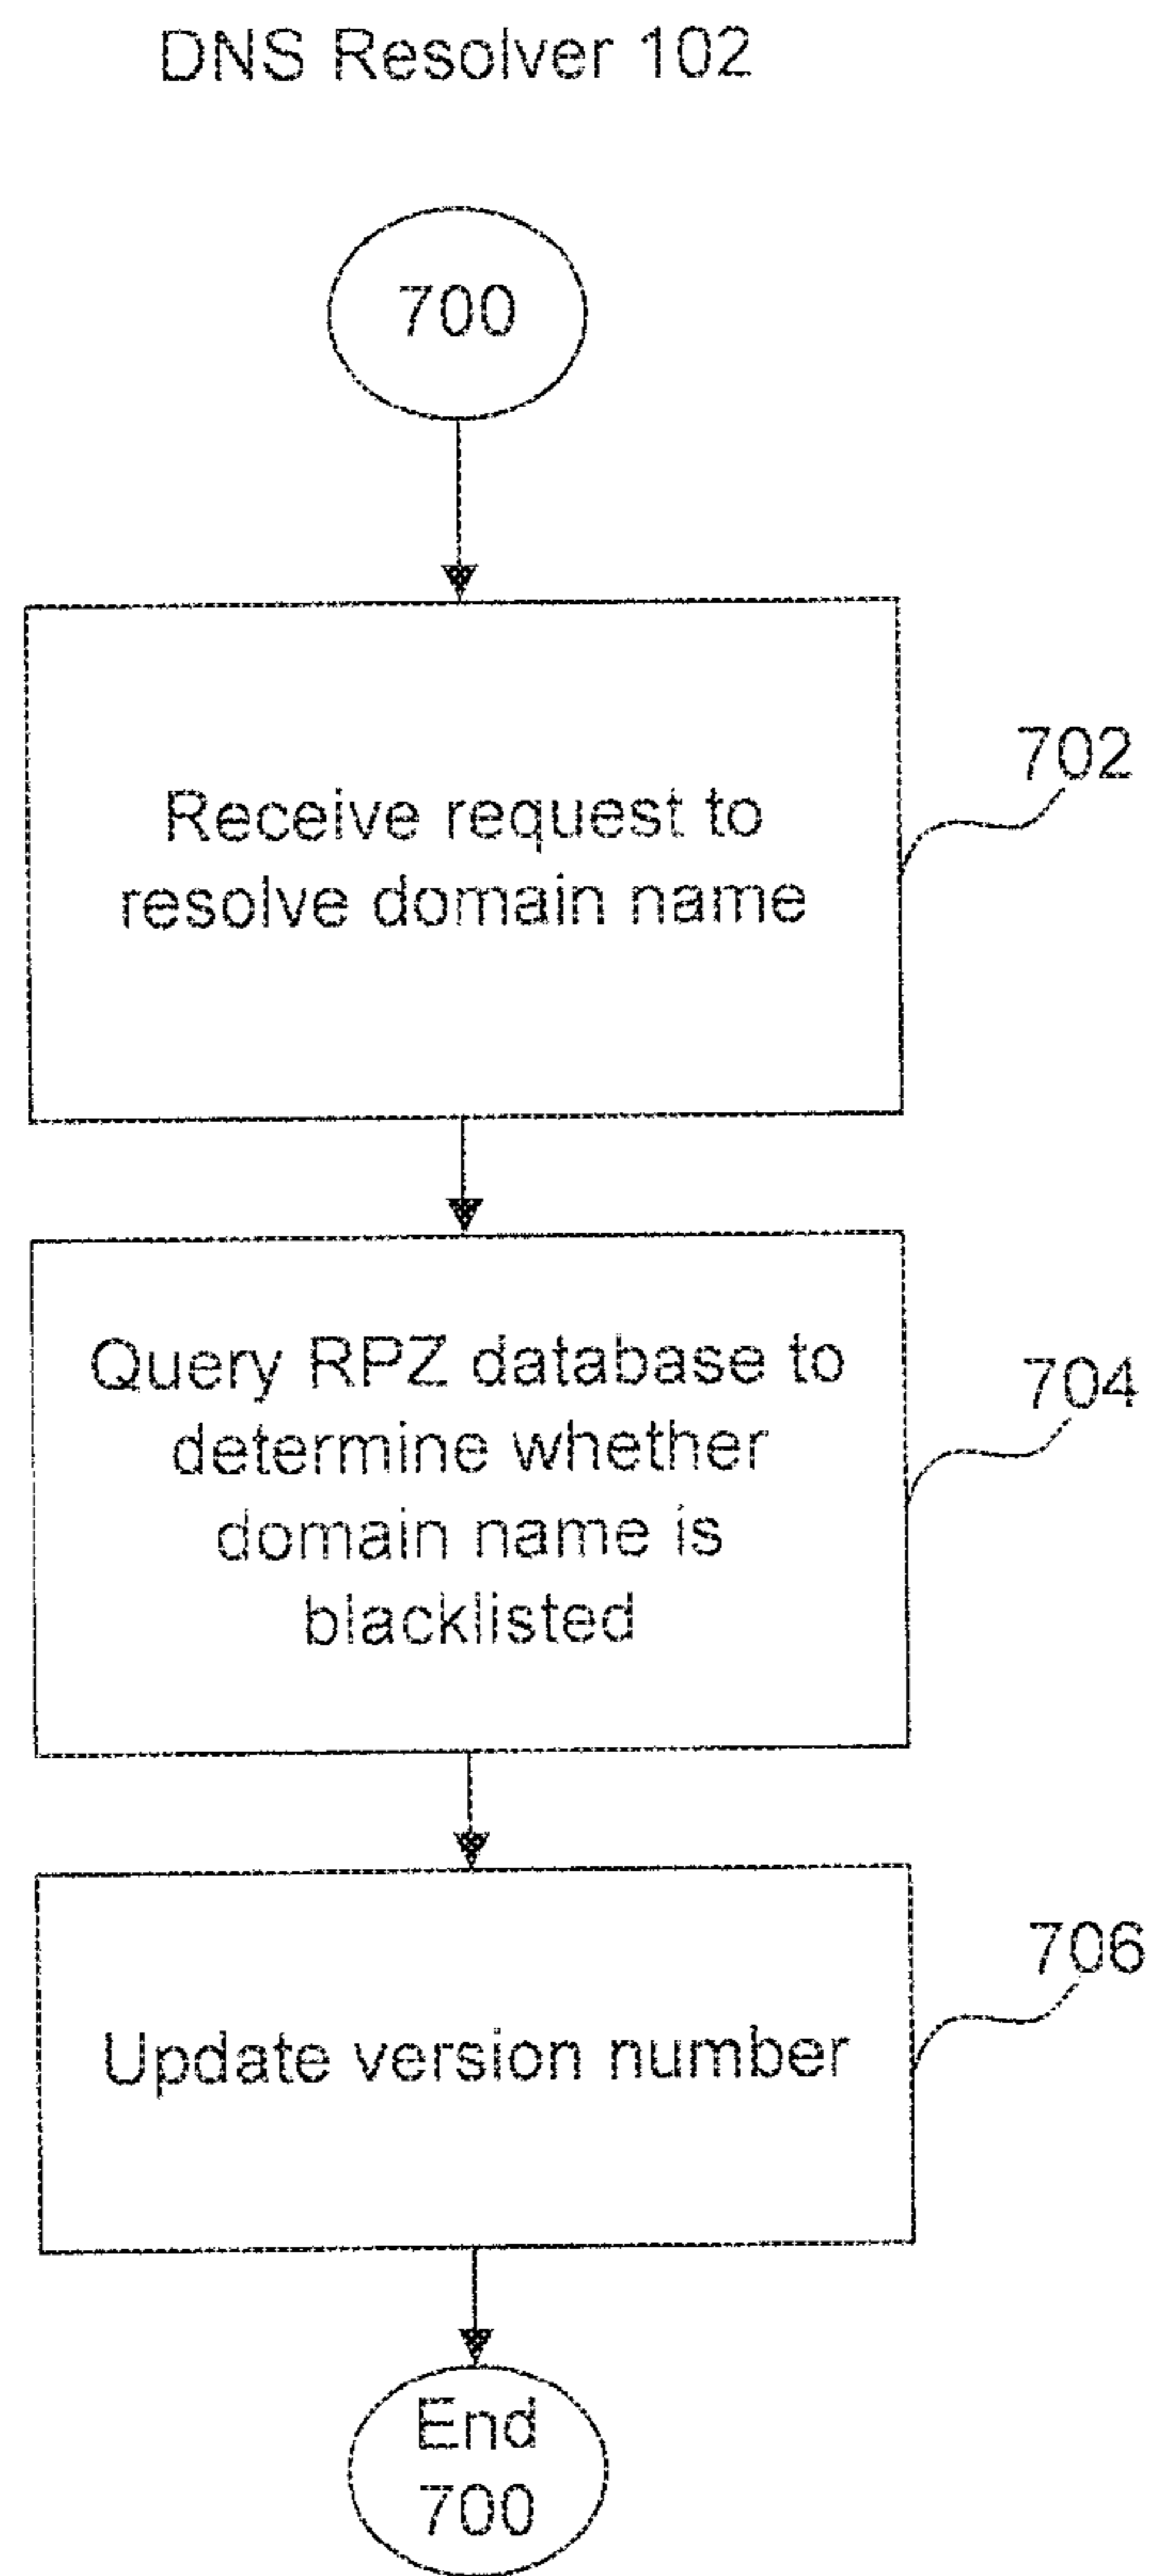 DNS Resolver 102
700
Receive request to
resolve domain name
702
Query RPZ database to
determine whether
domain name is
blacklisted
704
Update version number
706
End
700